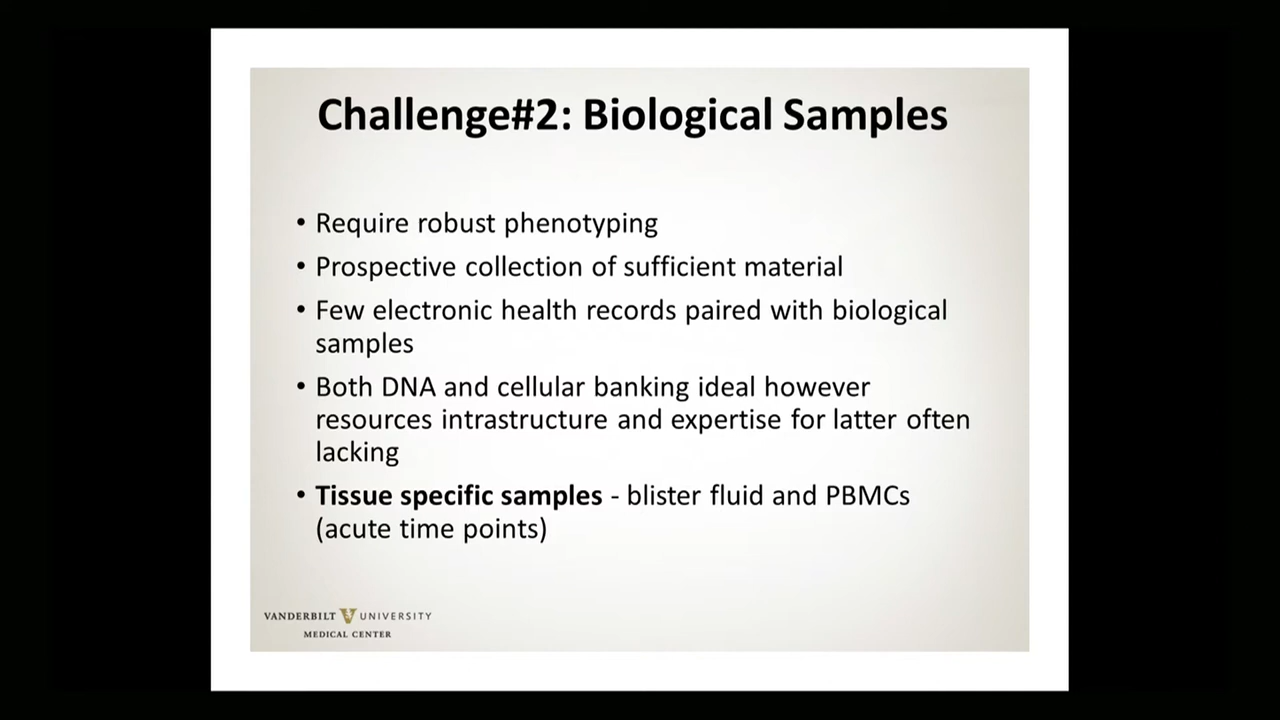 Challenge#2: Biological Samples
• Require robust phenotyping
• Prospective collection of sufficient material
• Few electronic health records paired with biological
samples
• Both DNA and cellular banking ideal however
resources intrastructure and expertise for latter often
lacking
• Tissue specific samples - blister fluid and PBMCs
(acute time points)
VANDERBILT UNIVERSITY
MEDICAL CENTER